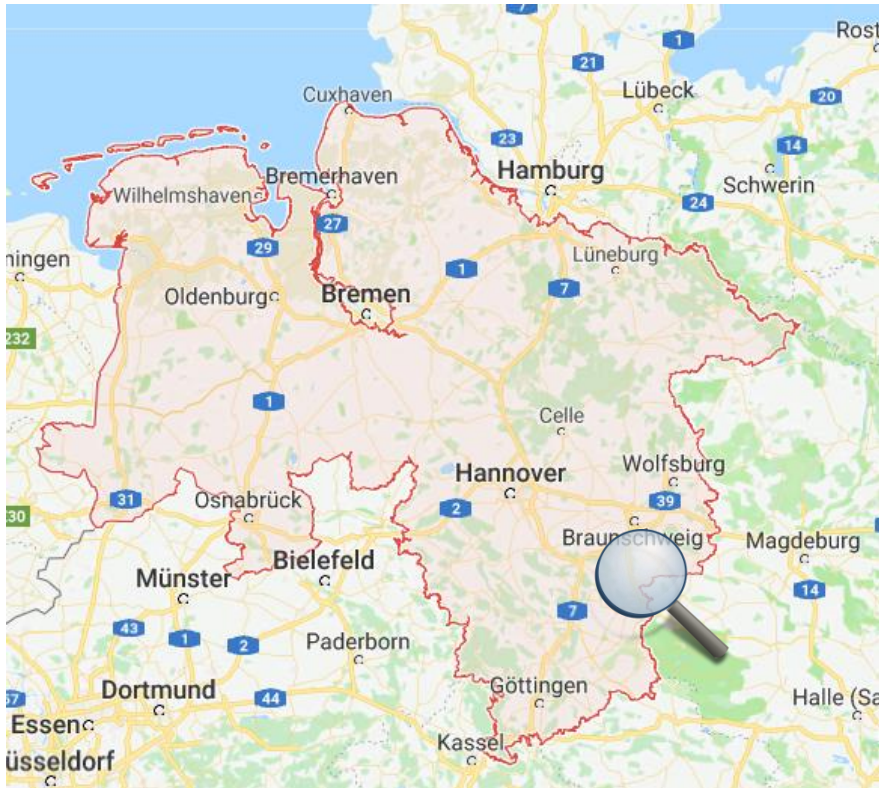 7
1
Rost
21
Cuxhaven
Lübeck
20
23
14
Hamburg
Bremerhaven
Wilhelmshaven
Schwerin
24
27
29
Lüneburg
ningen
1
7
Oldenburg
Bremen
232
1
Celle
Wolfsburg
Hannover
31
Osnabrück
39
2
30
Braunschweig
Magdeburg
Bielefeld
Münster
14
7
43
1
2
Paderborn
Göttingen
Dortmund
44
57
Halle (Sa
Essen
Kassel
üsseldorf